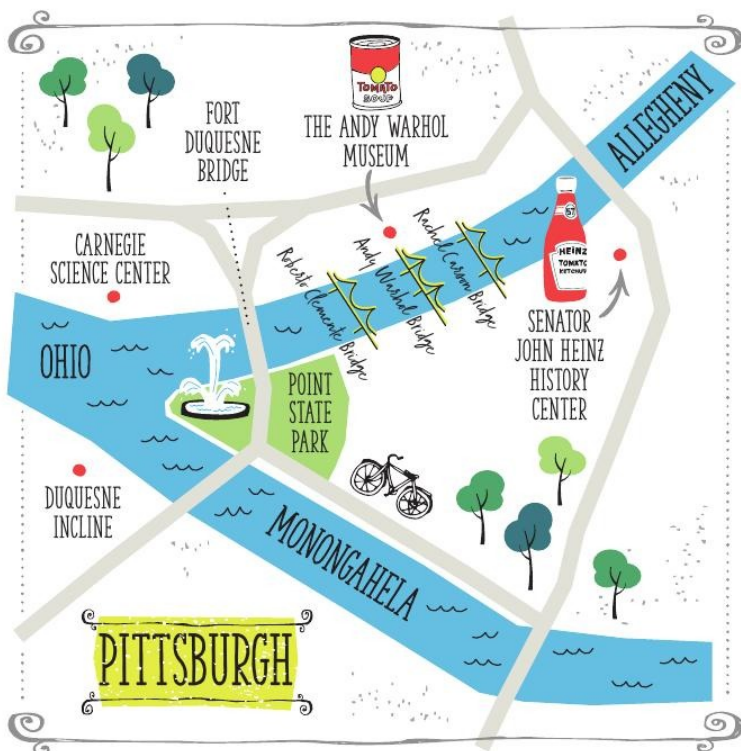 TOMATO
SOUP
THE ANDY WARHOL
MUSEUM
FORT
DUQUESNE
BRIDGE
ALLEGHENY
CARNEGIE
SCIENCE CENTER
Roberto Clemente Bridge
Andy Warhol Bridge
Rachel Carson Bridge
57
HEINZ
TOMATO
KETCHUP
SENATOR
JOHN HEINZ
HISTORY
CENTER
OHIO
POINT
STATE
PARK
DUQUESNE
INCLINE
MONONGAHELA
PITTSBURGH